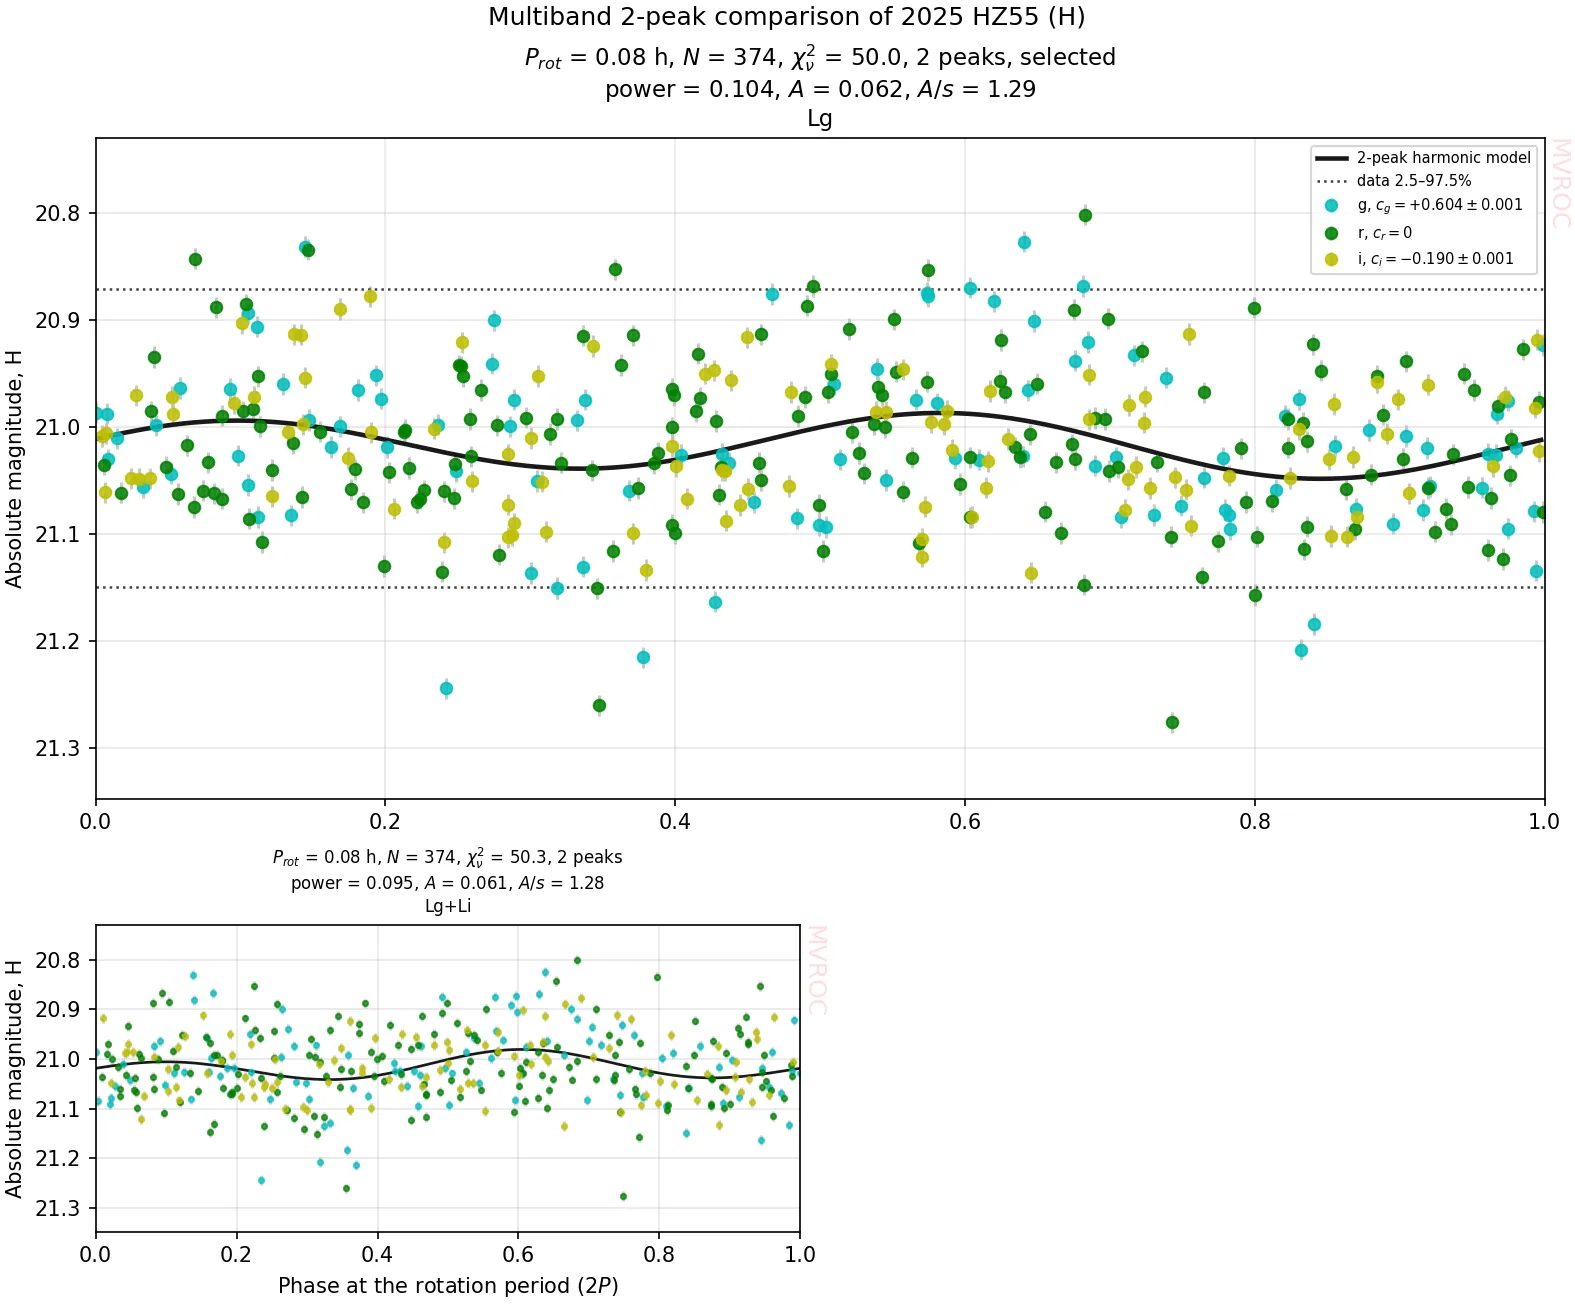 Multiband 2-peak comparison of 2025 HZ55 (H)
P_rot = 0.08 h, N = 374, χ²_ν = 50.0, 2 peaks, selected
power = 0.104, A = 0.062, A/s = 1.29
Lg
MVROC
2-peak harmonic model
data 2.5–97.5%
g, c_g = +0.604 ± 0.001
r, c_r = 0
i, c_i = −0.190 ± 0.001
Absolute magnitude, H
20.8
20.9
21.0
21.1
21.2
21.3
0.0 0.2 0.4 0.6 0.8 1.0
P_rot = 0.08 h, N = 374, χ²_ν = 50.3, 2 peaks
power = 0.095, A = 0.061, A/s = 1.28
Lg+Li
MVROC
Absolute magnitude, H
20.8
20.9
21.0
21.1
21.2
21.3
0.0 0.2 0.4 0.6 0.8 1.0
Phase at the rotation period (2P)